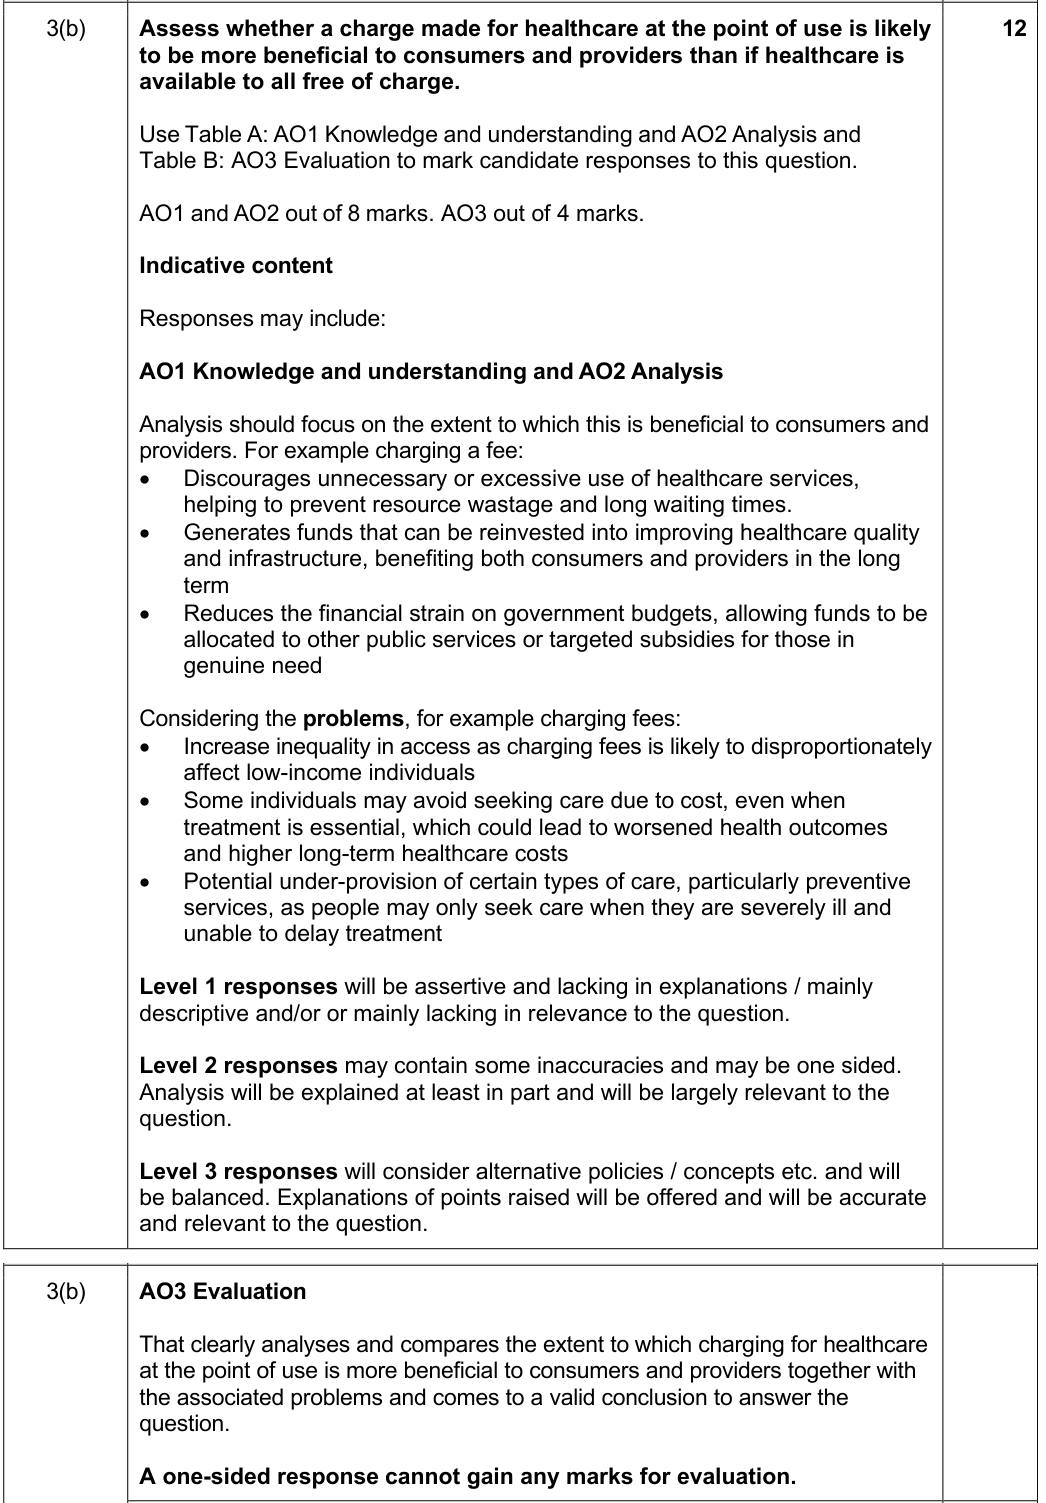 3(b)
Assess whether a charge made for healthcare at the point of use is likely
12
to be more beneficial to consumers and providers than if healthcare is
available to all free of charge.
Use Table A: AO1 Knowledge and understanding and AO2 Analysis and
Table B: AO3 Evaluation to mark candidate responses to this question.
AO1 and AO2 out of 8 marks. AO3 out of 4 marks.
Indicative content
Responses may include:
AO1 Knowledge and understanding and AO2 Analysis
Analysis should focus on the extent to which this is beneficial to consumers and
providers. For example charging a fee:
• Discourages unnecessary or excessive use of healthcare services,
helping to prevent resource wastage and long waiting times.
• Generates funds that can be reinvested into improving healthcare quality
and infrastructure, benefiting both consumers and providers in the long
term
• Reduces the financial strain on government budgets, allowing funds to be
allocated to other public services or targeted subsidies for those in
genuine need
Considering the problems, for example charging fees:
• Increase inequality in access as charging fees is likely to disproportionately
affect low-income individuals
• Some individuals may avoid seeking care due to cost, even when
treatment is essential, which could lead to worsened health outcomes
and higher long-term healthcare costs
• Potential under-provision of certain types of care, particularly preventive
services, as people may only seek care when they are severely ill and
unable to delay treatment
Level 1 responses will be assertive and lacking in explanations / mainly
descriptive and/or or mainly lacking in relevance to the question.
Level 2 responses may contain some inaccuracies and may be one sided.
Analysis will be explained at least in part and will be largely relevant to the
question.
Level 3 responses will consider alternative policies / concepts etc. and will
be balanced. Explanations of points raised will be offered and will be accurate
and relevant to the question.
3(b)
AO3 Evaluation
That clearly analyses and compares the extent to which charging for healthcare
at the point of use is more beneficial to consumers and providers together with
the associated problems and comes to a valid conclusion to answer the
question.
A one-sided response cannot gain any marks for evaluation.